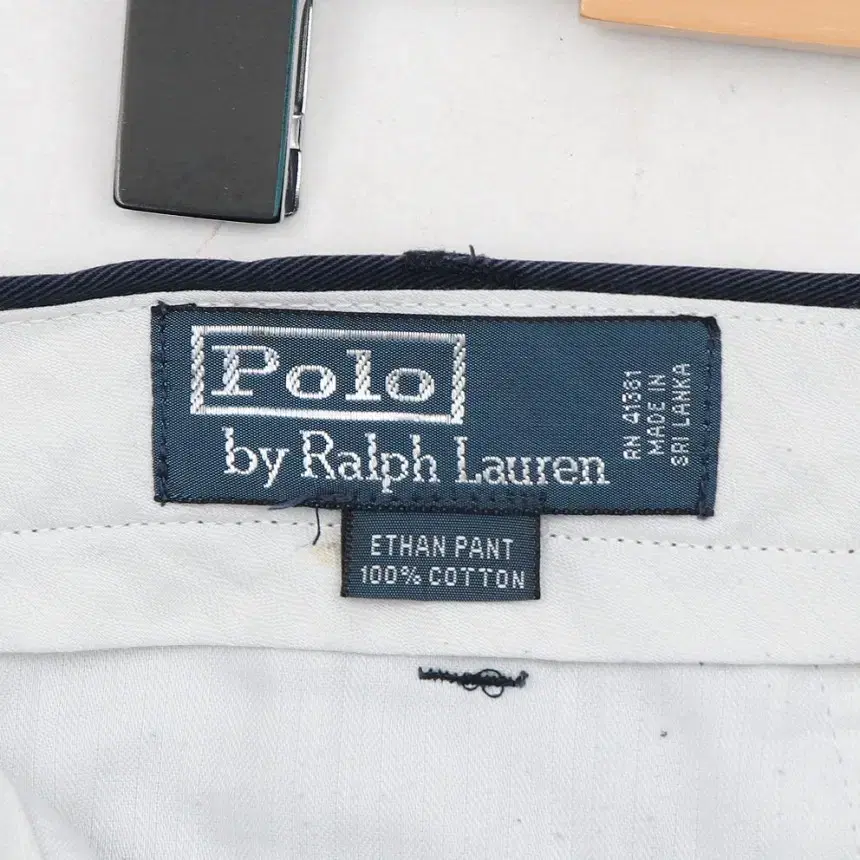 Polo
by Ralph Lauren
RN 41381
MADE IN
SRI LANKA
ETHAN PANT
100% COTTON